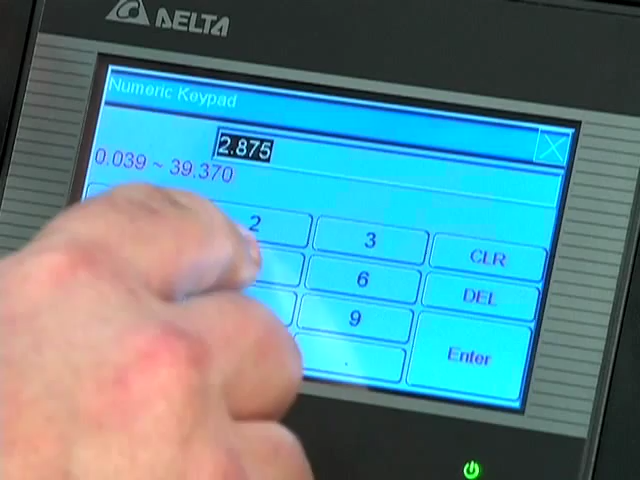 DELTA
Numeric Keypad
2.875
0.039 ~ 39.370
2
3
CLR
6
DEL
9
Enter
.